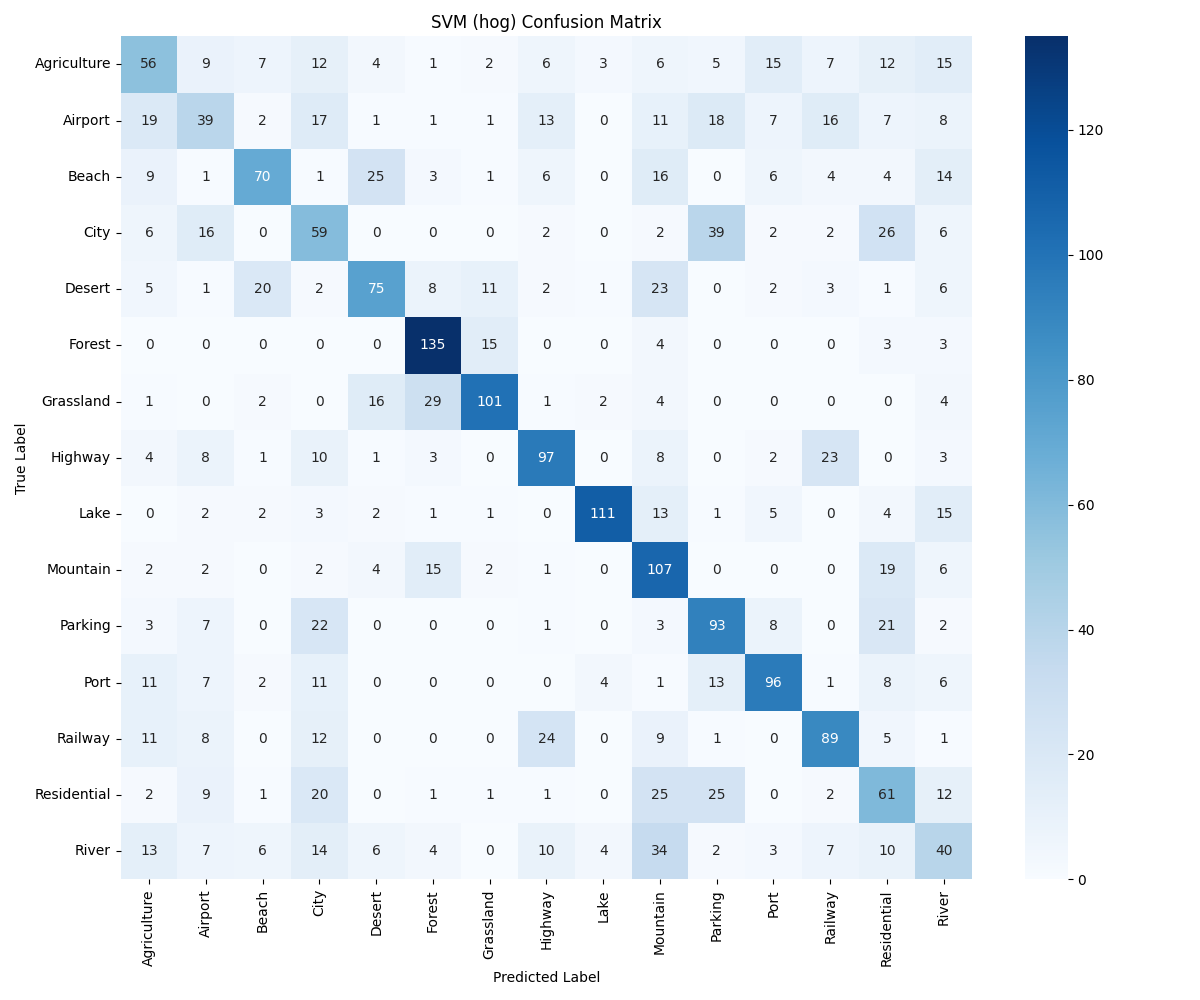 SVM (hog) Confusion Matrix
Agriculture 56 9 7 12 4 1 2 6 3 6 5 15 7 12 15
Airport 19 39 2 17 1 1 1 13 0 11 18 7 16 7 8
120
Beach 9 1 70 1 25 3 1 6 0 16 0 6 4 4 14
City 6 16 0 59 0 0 0 2 0 2 39 2 2 26 6
100
Desert 5 1 20 2 75 8 11 2 1 23 0 2 3 1 6
Forest 0 0 0 0 0 135 15 0 0 4 0 0 0 3 3
80
Grassland 1 0 2 0 16 29 101 1 2 4 0 0 0 0 4
True Label
Highway 4 8 1 10 1 3 0 97 0 8 0 2 23 0 3
Lake 0 2 2 3 2 1 1 0 111 13 1 5 0 4 15
60
Mountain 2 2 0 2 4 15 2 1 0 107 0 0 0 19 6
Parking 3 7 0 22 0 0 0 1 0 3 93 8 0 21 2
40
Port 11 7 2 11 0 0 0 0 4 1 13 96 1 8 6
Railway 11 8 0 12 0 0 0 24 0 9 1 0 89 5 1
20
Residential 2 9 1 20 0 1 1 1 0 25 25 0 2 61 12
River 13 7 6 14 6 4 0 10 4 34 2 3 7 10 40
0
Agriculture Airport Beach City Desert Forest Grassland Highway Lake Mountain Parking Port Railway Residential River
Predicted Label